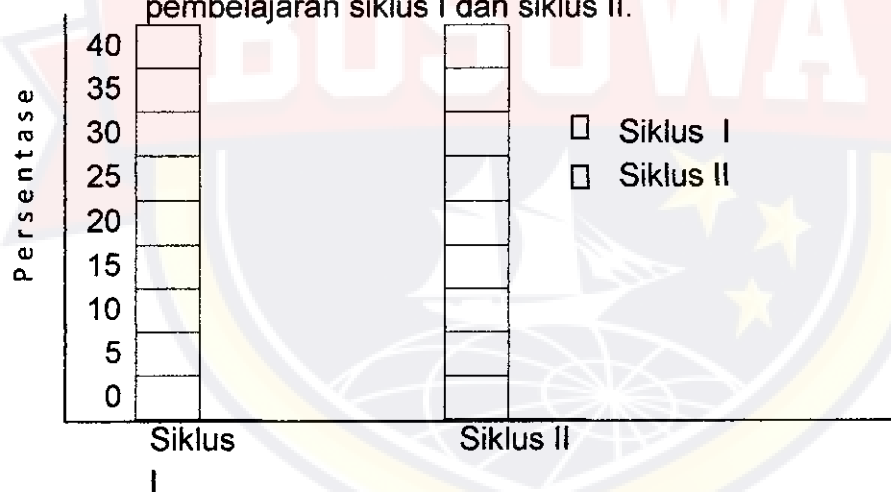 pembelajaran siklus I dan siklus II.
BOSOWA
Persentase
40
35
30
25
20
15
10
5
0
Siklus I
Siklus II
Siklus
I
Siklus II